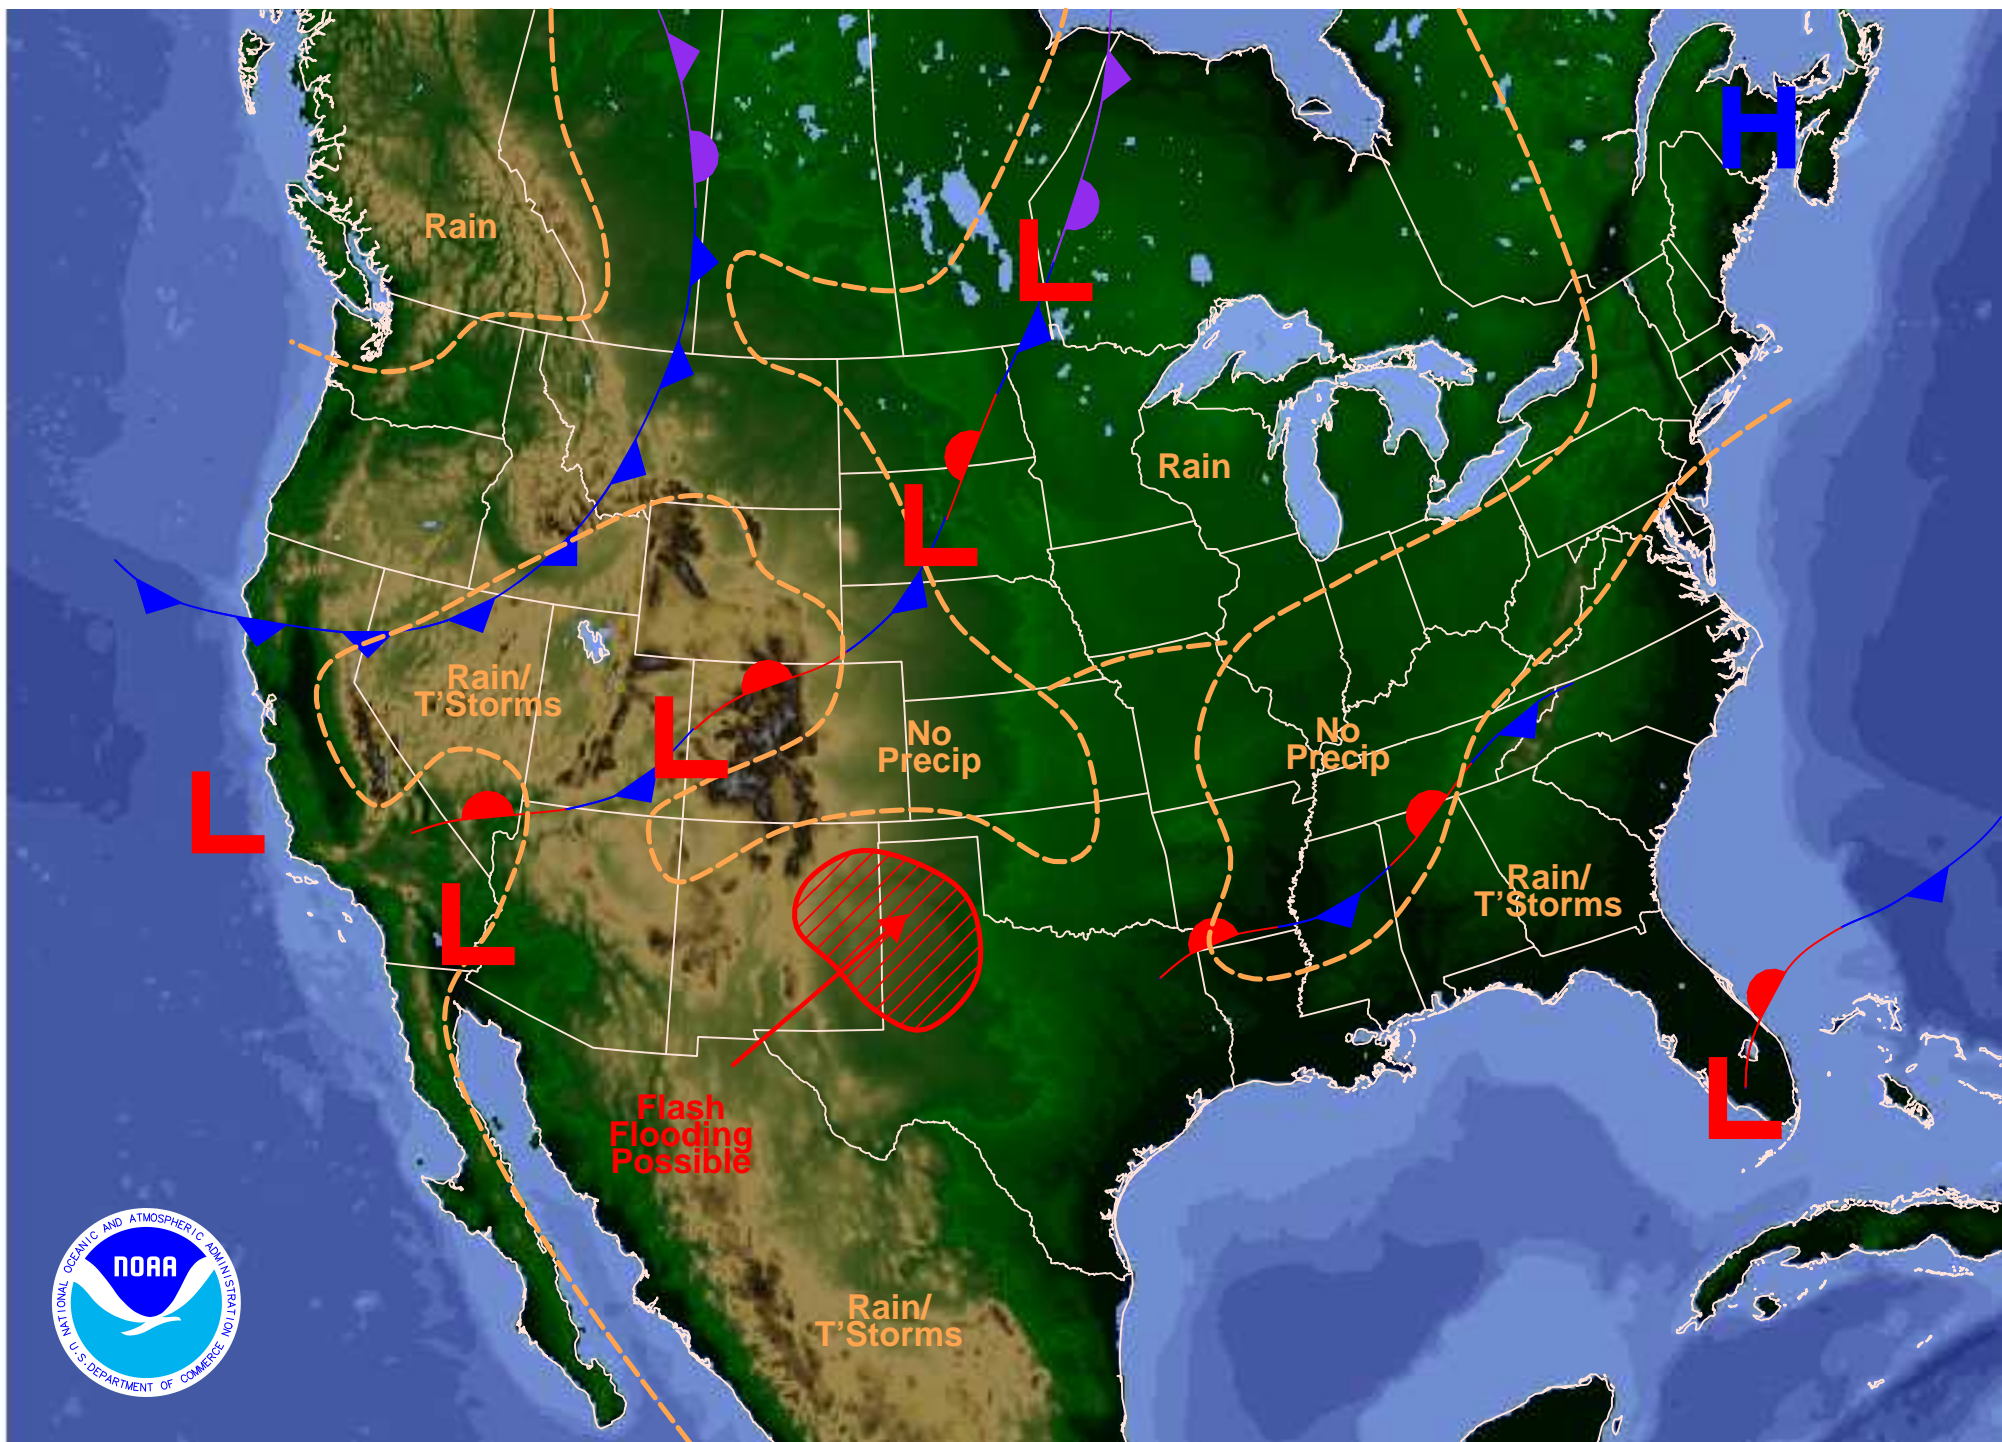 H
Rain
L
Rain
L
Rain/
T'Storms
L
No
Precip
No
Precip
L
Rain/
T'Storms
L
Flash
Flooding
Possible
L
Rain/
T'Storms
NATIONAL OCEANIC AND ATMOSPHERIC ADMINISTRATION
NOAA
U.S. DEPARTMENT OF COMMERCE